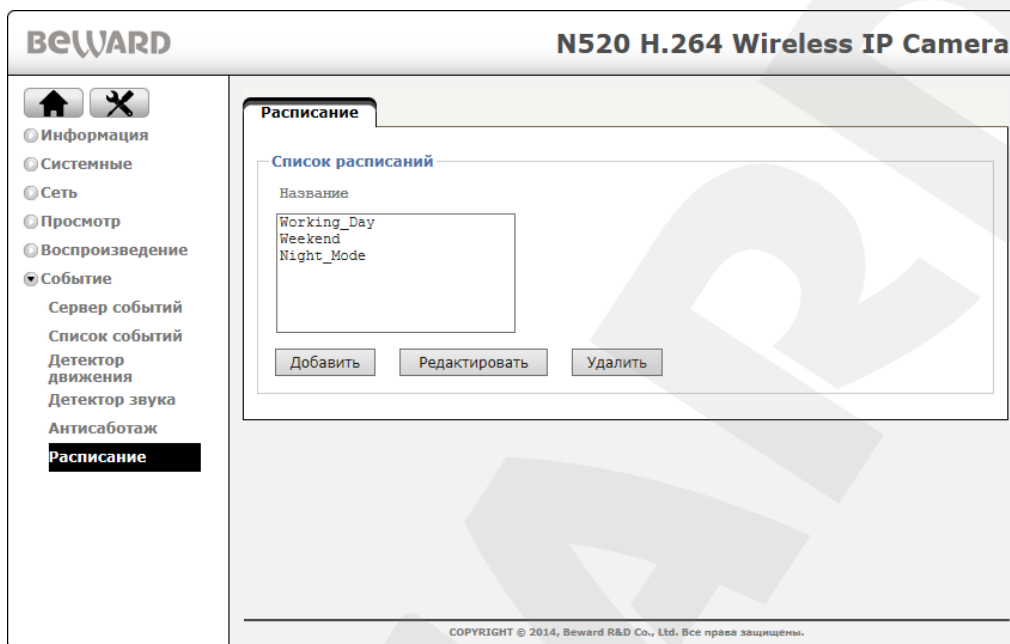 BEWARD
N520 H.264 Wireless IP Camera
Информация
Системные
Сеть
Просмотр
Воспроизведение
Событие
Сервер событий
Список событий
Детектор
движения
Детектор звука
Антисаботаж
Расписание
Расписание
Список расписаний
Название
Working_Day
Weekend
Night_Mode
Добавить
Редактировать
Удалить
COPYRIGHT © 2014, Beward R&D Co., Ltd. Все права защищены.